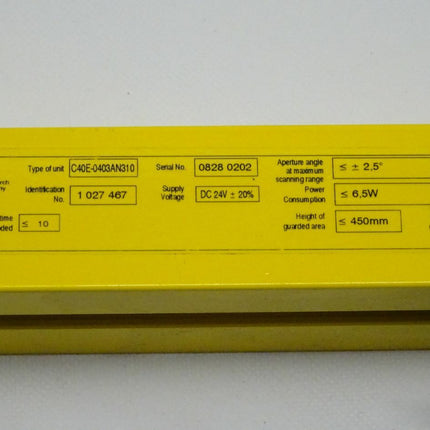 Type of unit C40E-0403AN310 Serial No. 0828 0202 Aperture angle at maximum scanning range ≤ ± 2,5°
Identification No. 1 027 467 Supply Voltage DC 24V ± 20% Power Consumption ≤ 6,5W
≤ 10 Height of guarded area ≤ 450mm